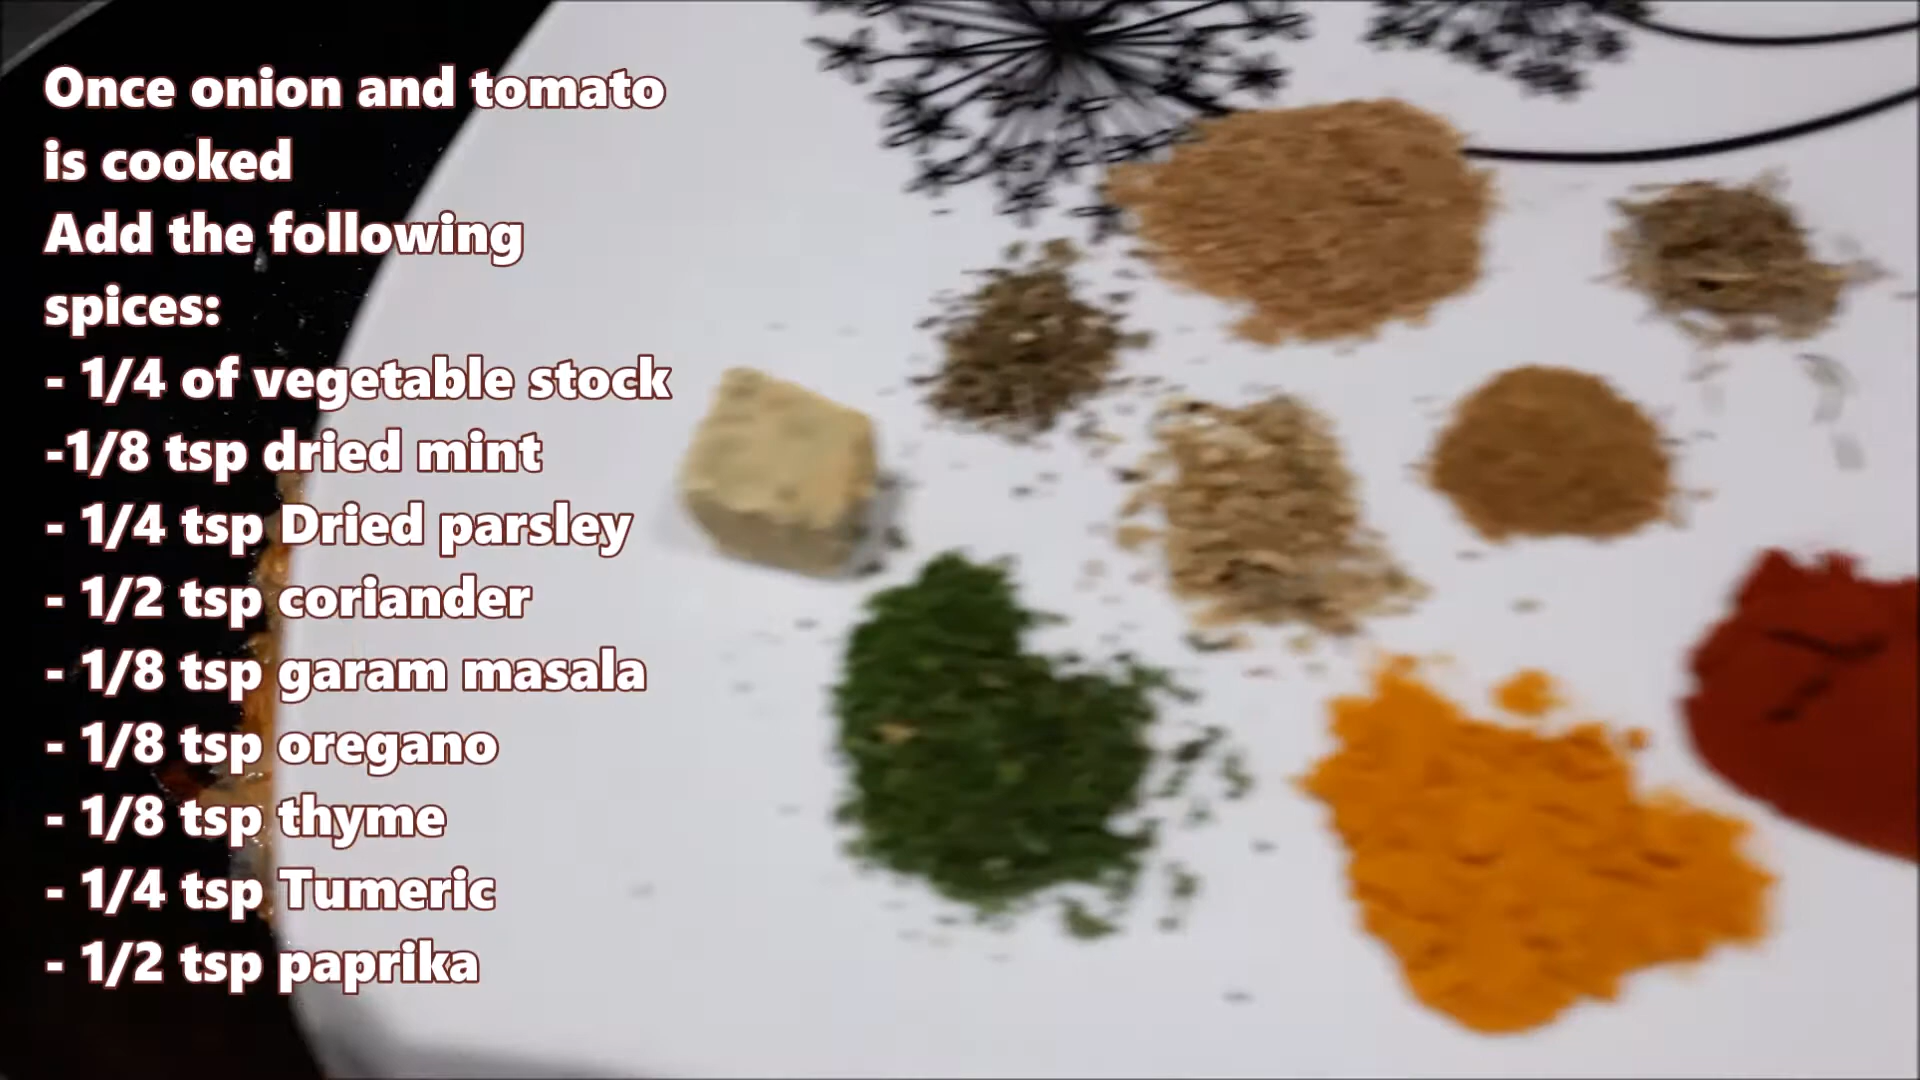 Once onion and tomato
is cooked
Add the following
spices:
- 1/4 of vegetable stock
-1/8 tsp dried mint
- 1/4 tsp Dried parsley
- 1/2 tsp coriander
- 1/8 tsp garam masala
- 1/8 tsp oregano
- 1/8 tsp thyme
- 1/4 tsp Tumeric
- 1/2 tsp paprika